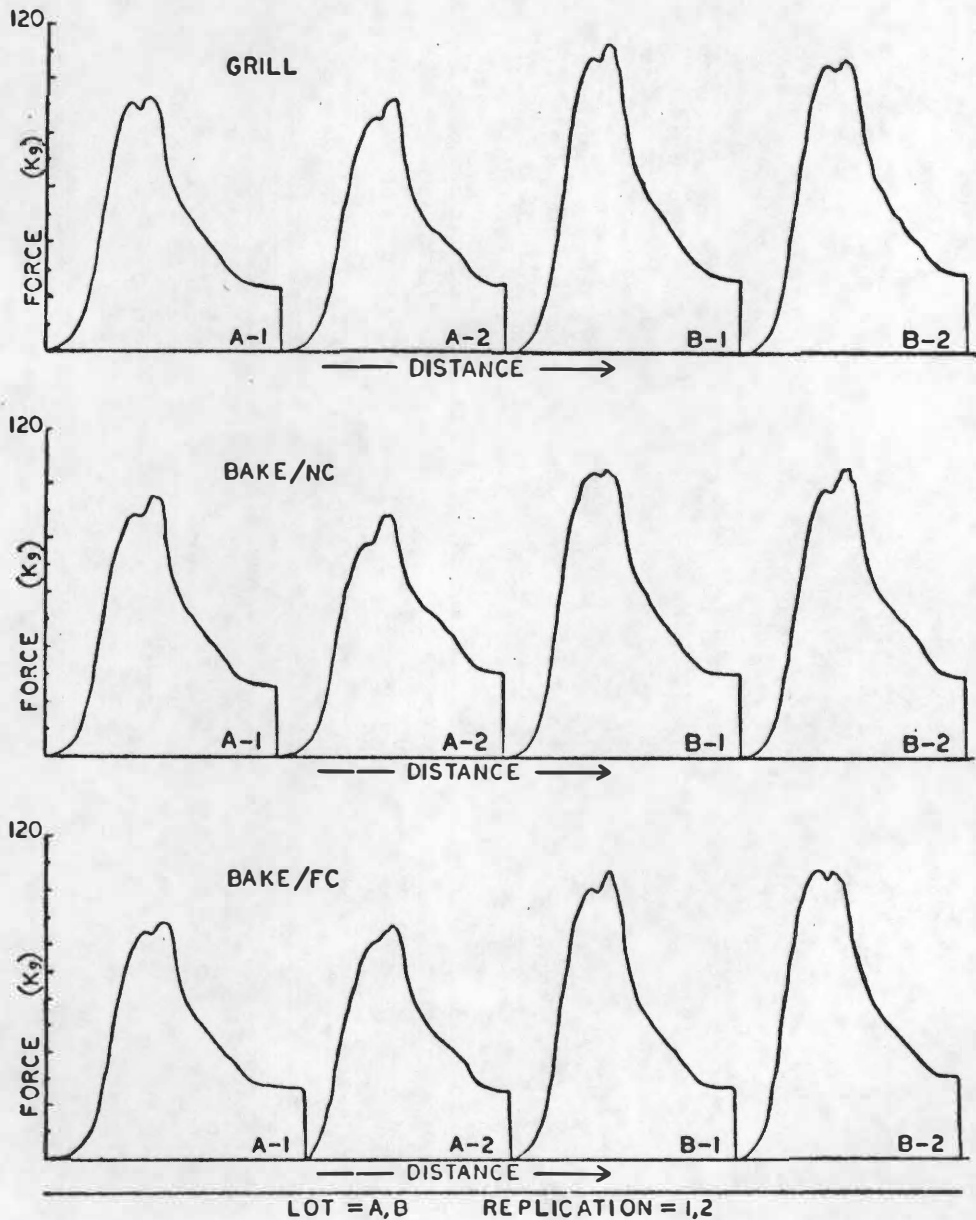 120
GRILL
FORCE (Kg)
A-1 A-2 B-1 B-2
DISTANCE
120
BAKE/NC
FORCE (Kg)
A-1 A-2 B-1 B-2
DISTANCE
120
BAKE/FC
FORCE (Kg)
A-1 A-2 B-1 B-2
DISTANCE
LOT = A,B REPLICATION = 1,2